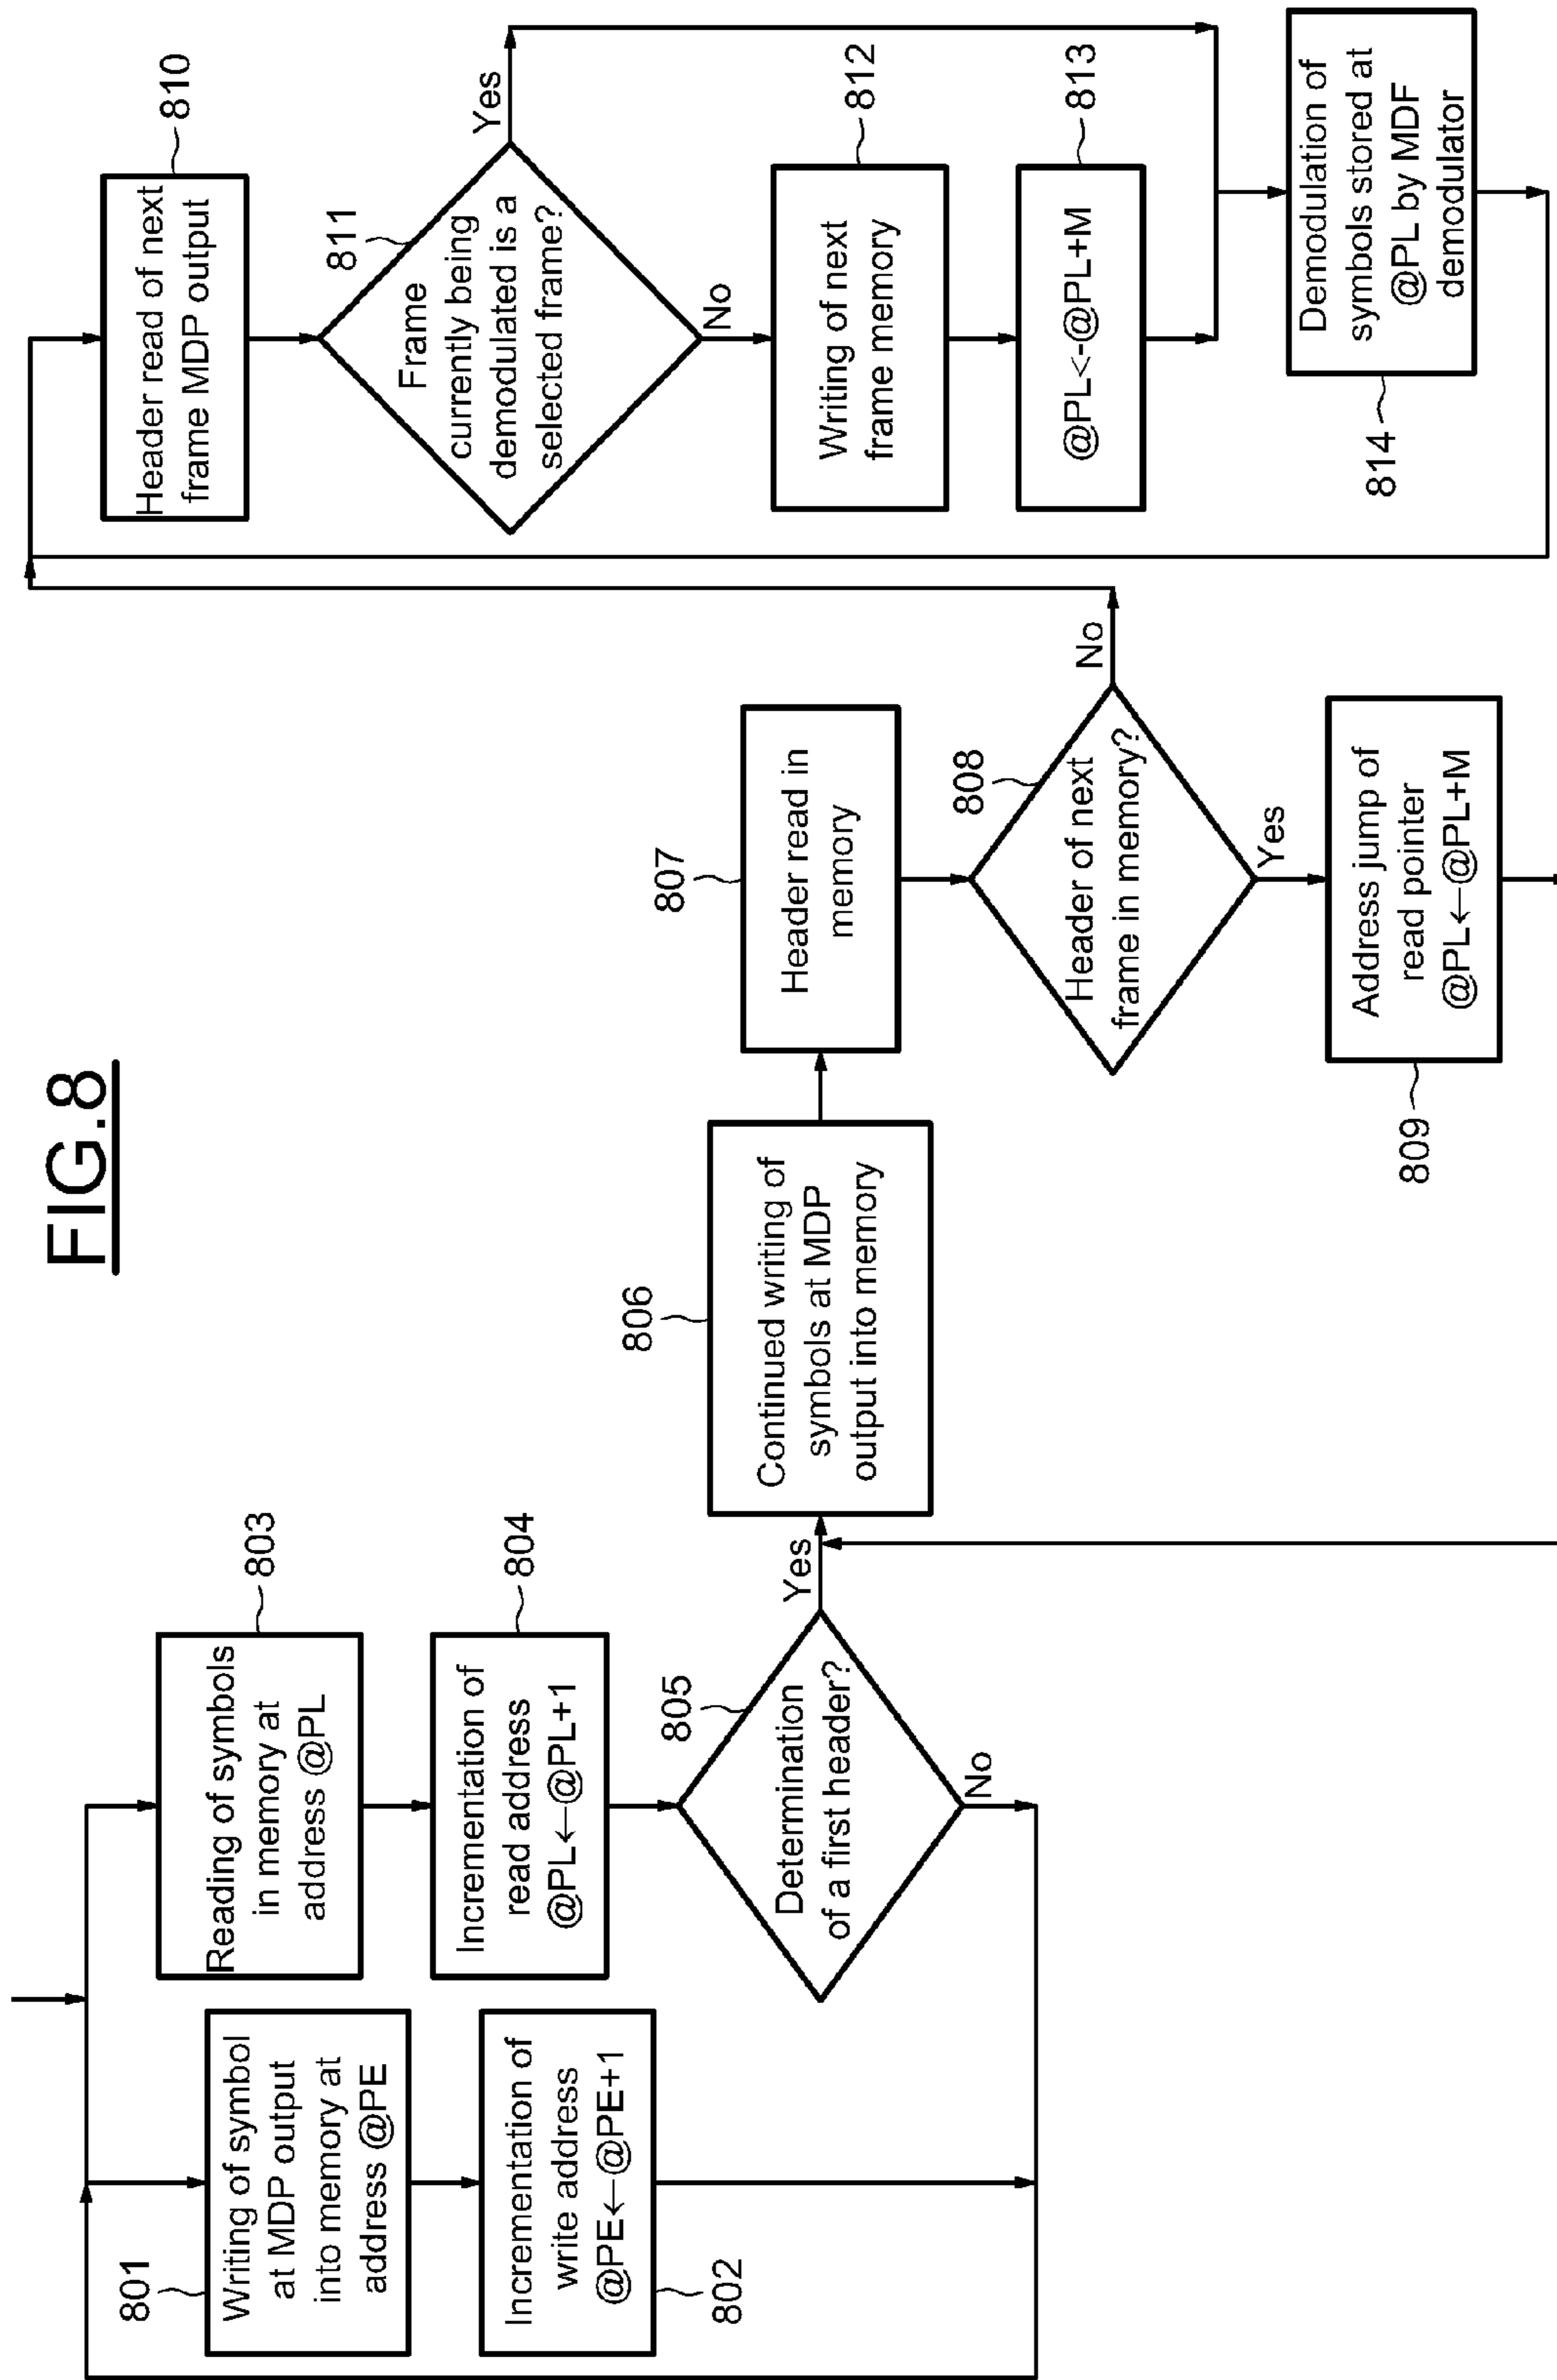 FIG.8
801
Writing of symbol
at MDP output
into memory at
address @PE
802
Incrementation of
write address
@PE←@PE+1
803
Reading of symbols
in memory at
address @PL
804
Incrementation of
read address
@PL←@PL+1
805
Determination
of a first header?
Yes
No
806
Continued writing of
symbols at MDP
output into memory
807
Header read in
memory
808
Header of next
frame in memory?
No
Yes
809
Address jump of
read pointer
@PL←@PL+M
810
Header read of next
frame MDP output
811
Frame
currently being
demodulated is a
selected frame?
Yes
No
812
Writing of next
frame memory
813
@PL<-@PL+M
814
Demodulation of
symbols stored at
@PL by MDF
demodulator